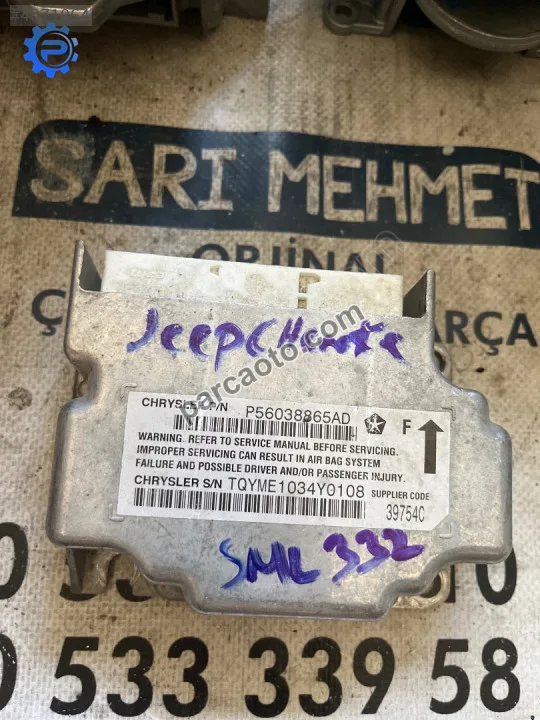 SARI MEHMET
ORJİNAL
PARÇA
parcaoto.com
CHRYSLER P/N P56038865AD
F
WARNING. REFER TO SERVICE MANUAL BEFORE SERVICING.
IMPROPER SERVICING CAN RESULT IN AIR BAG SYSTEM
FAILURE AND POSSIBLE DRIVER AND/OR PASSENGER INJURY.
CHRYSLER S/N TQYME1034Y0108 SUPPLIER CODE
39754C
SML 332
0 533 339 58